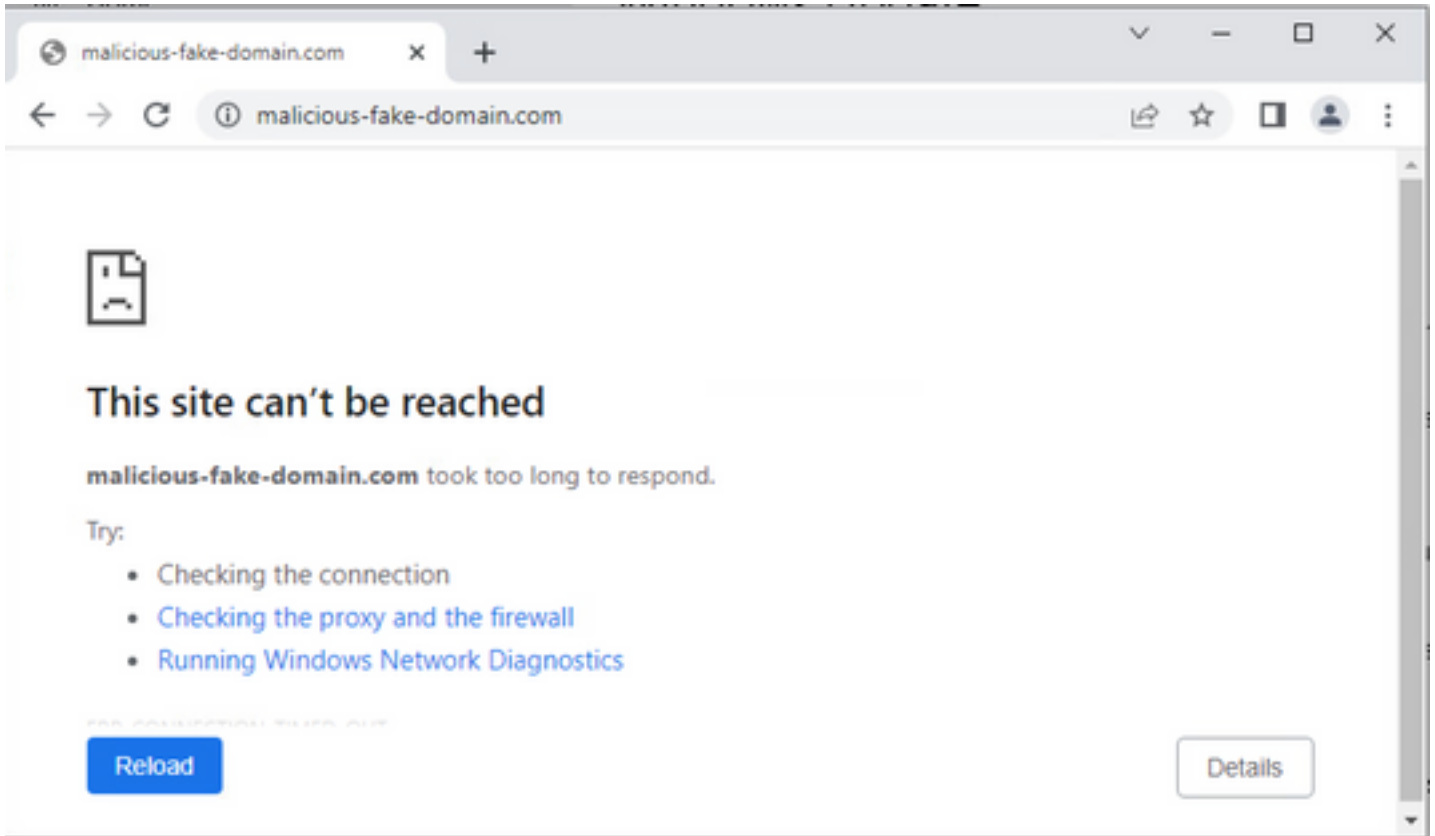 malicious-fake-domain.com
malicious-fake-domain.com
This site can't be reached
malicious-fake-domain.com took too long to respond.
Try:
• Checking the connection
• Checking the proxy and the firewall
• Running Windows Network Diagnostics
ERR_CONNECTION_TIMED_OUT
Reload
Details